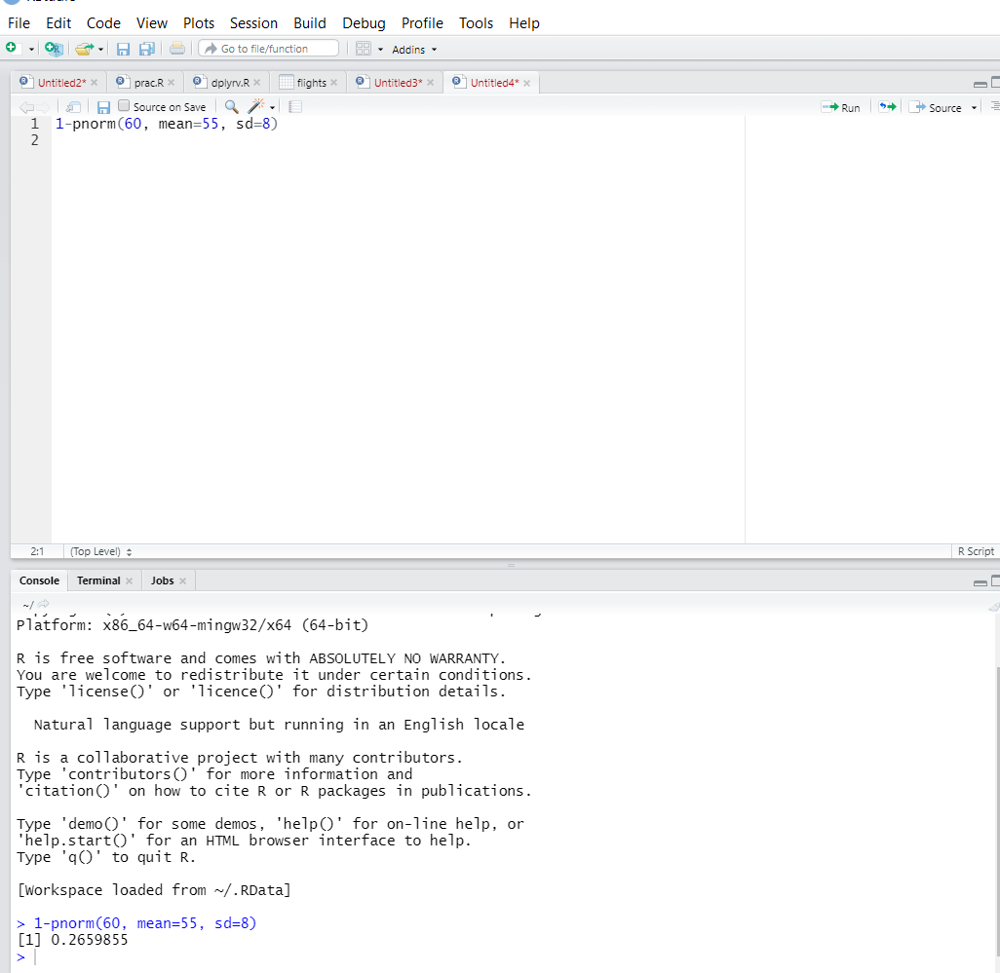 File Edit Code View Plots Session Build Debug Profile Tools Help
Go to file/function Addins
Untitled2* prac.R dplyrv.R flights Untitled3* Untitled4*
Source on Save Run Source
1 1-pnorm(60, mean=55, sd=8)
2
2:1 (Top Level) R Script
Console Terminal Jobs
~/
Platform: x86_64-w64-mingw32/x64 (64-bit)
R is free software and comes with ABSOLUTELY NO WARRANTY.
You are welcome to redistribute it under certain conditions.
Type 'license()' or 'licence()' for distribution details.
Natural language support but running in an English locale
R is a collaborative project with many contributors.
Type 'contributors()' for more information and
'citation()' on how to cite R or R packages in publications.
Type 'demo()' for some demos, 'help()' for on-line help, or
'help.start()' for an HTML browser interface to help.
Type 'q()' to quit R.
[Workspace loaded from ~/.RData]
> 1-pnorm(60, mean=55, sd=8)
[1] 0.2659855
>